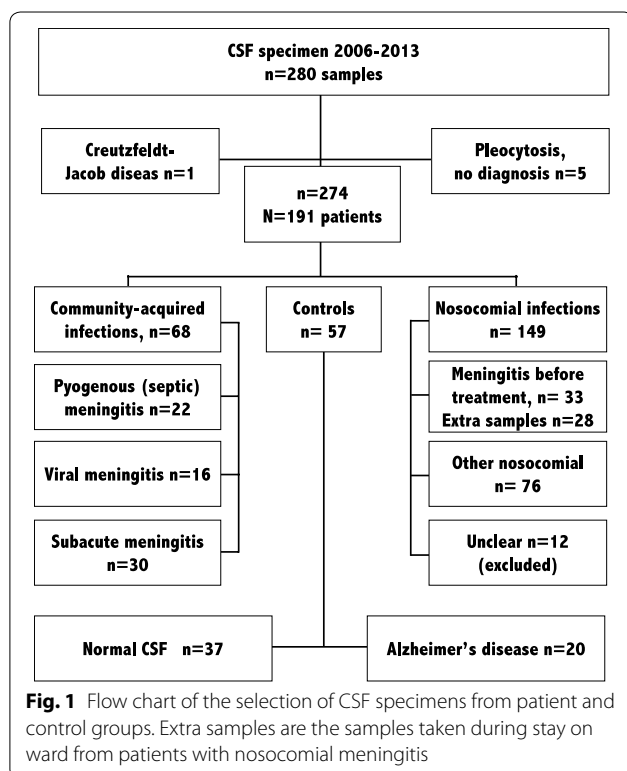 CSF specimen 2006-2013
n=280 samples
Creutzfeldt-
Jacob diseas n=1
Pleocytosis,
no diagnosis n=5
n=274
N=191 patients
Community-acquired
infections, n=68
Controls
n= 57
Nosocomial infections
n= 149
Pyogenous (septic)
meningitis n=22
Meningitis before
treatment, n= 33
Extra samples n=28
Viral meningitis n=16
Other nosocomial
n= 76
Subacute meningitis
n=30
Unclear n=12
(excluded)
Normal CSF n=37
Alzheimer's disease n=20
Fig. 1 Flow chart of the selection of CSF specimens from patient and
control groups. Extra samples are the samples taken during stay on
ward from patients with nosocomial meningitis